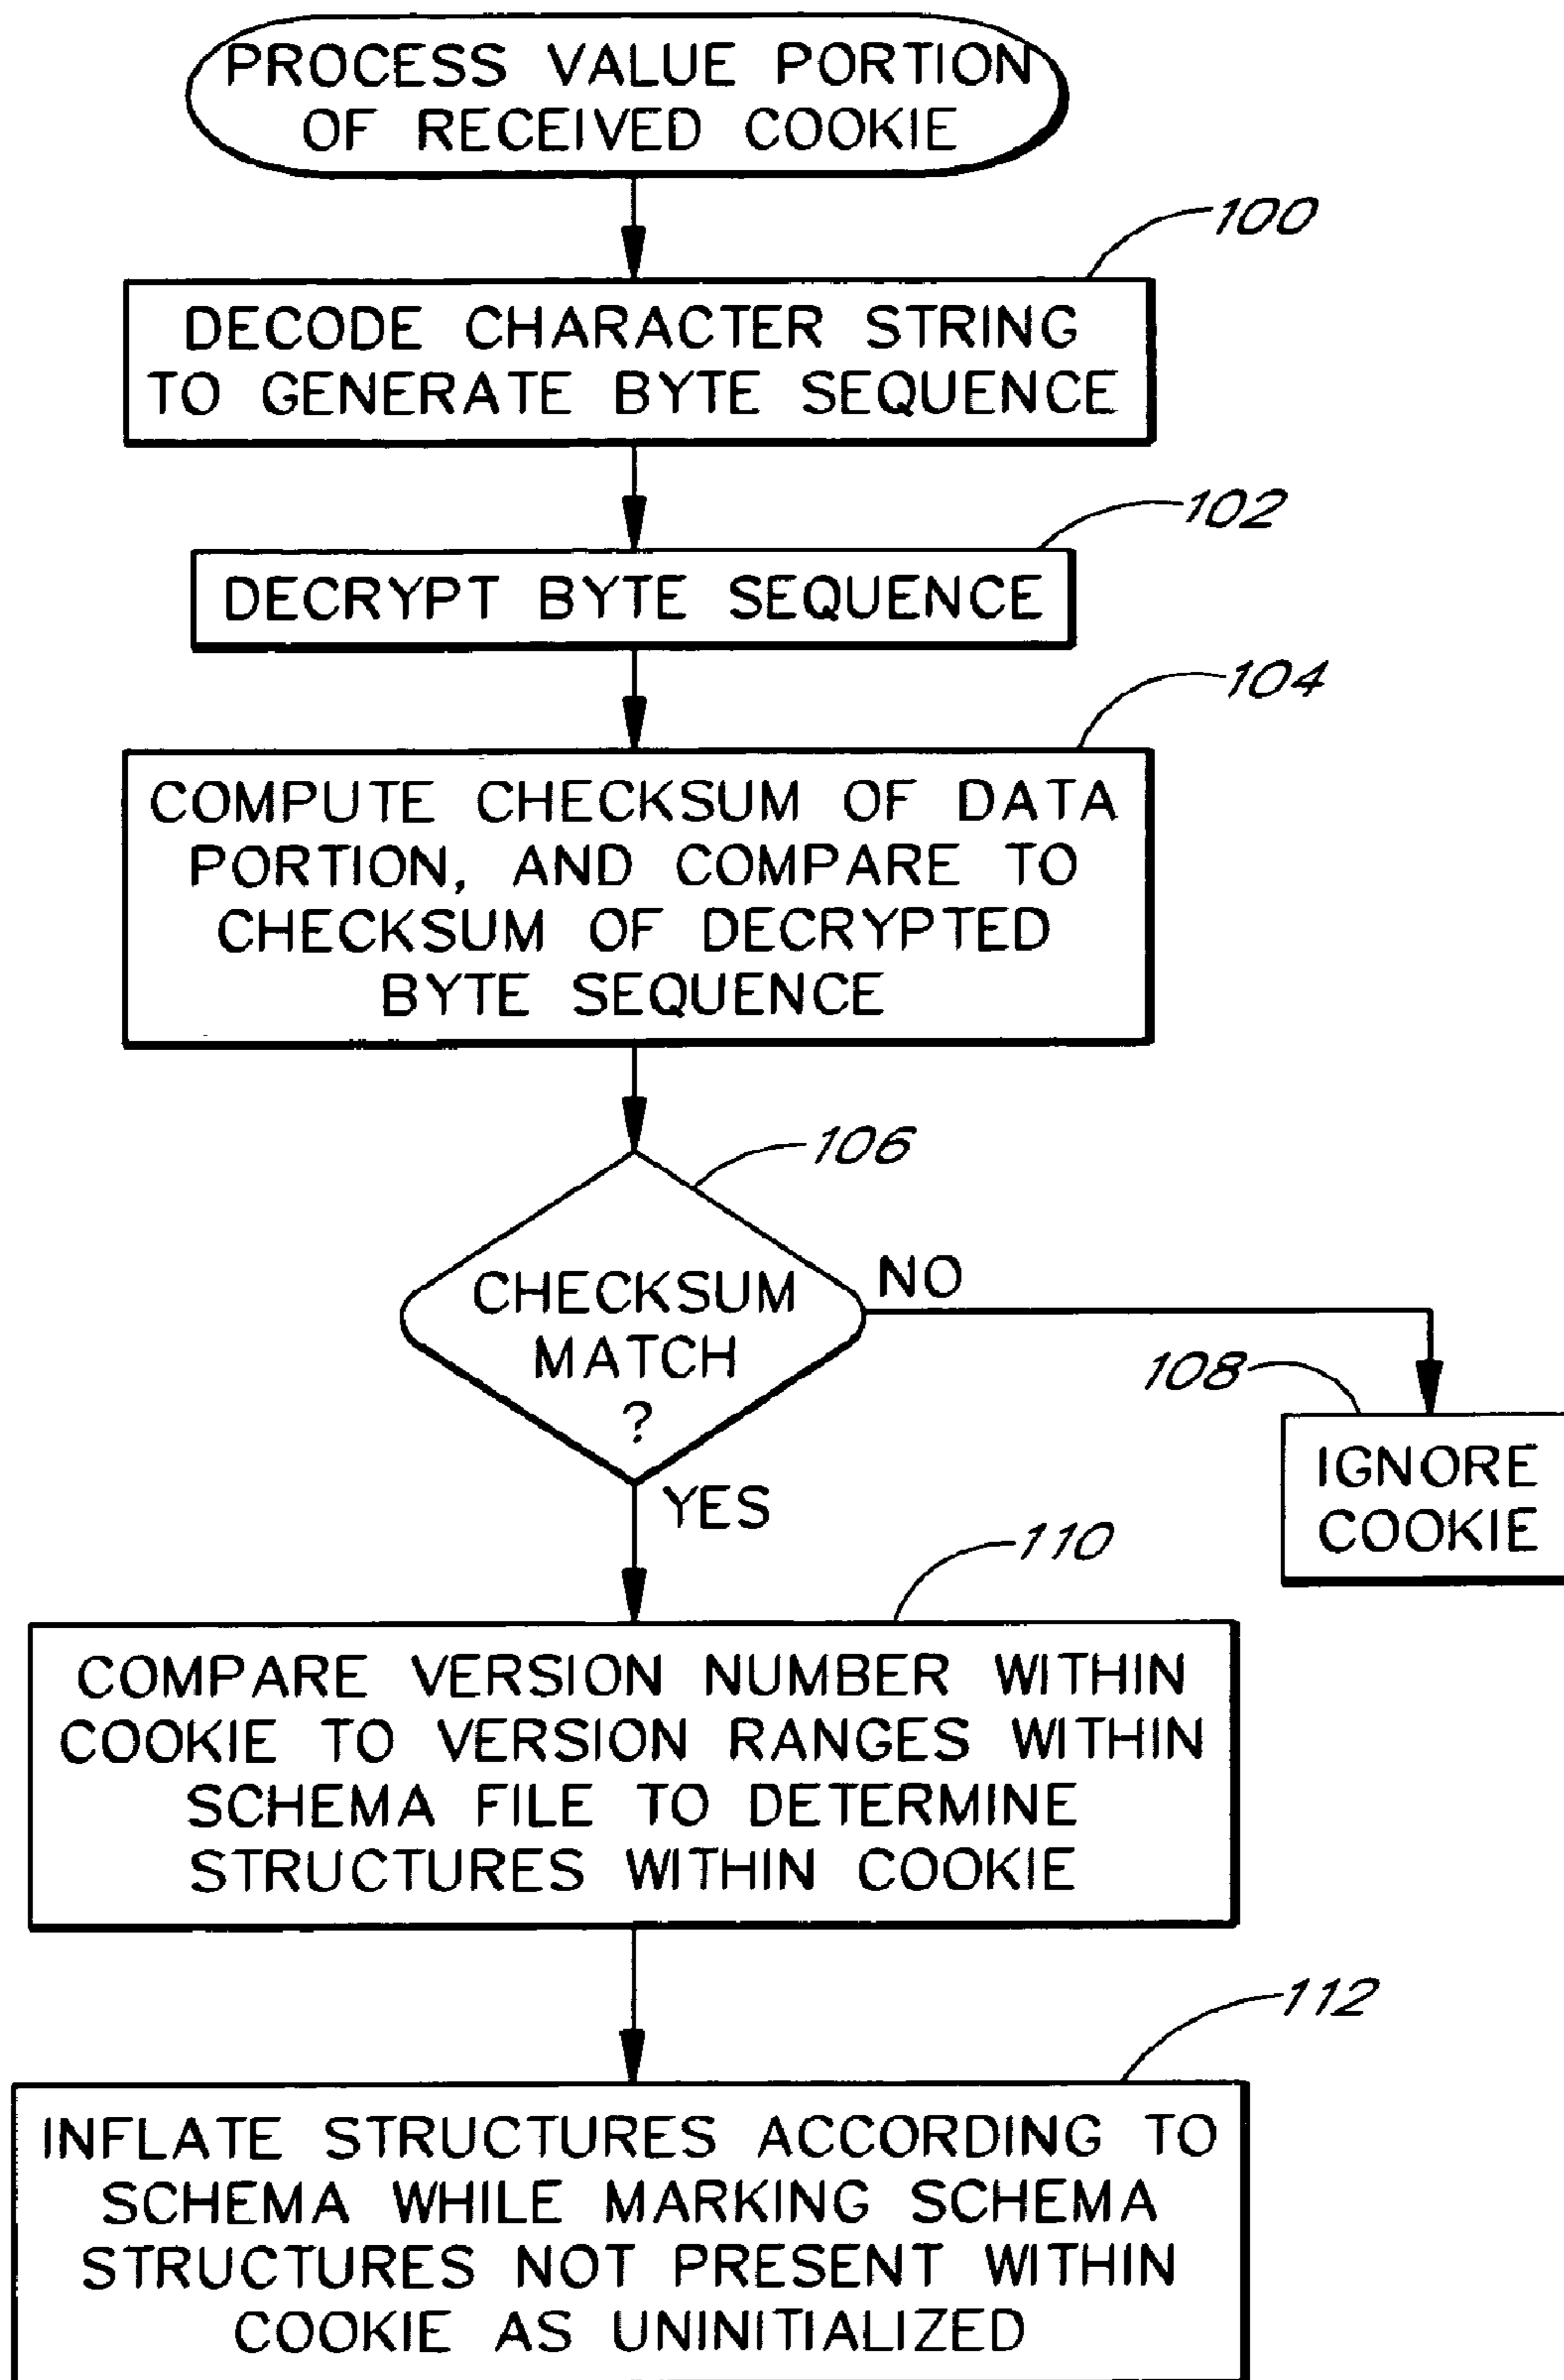 PROCESS VALUE PORTION
OF RECEIVED COOKIE
100
DECODE CHARACTER STRING
TO GENERATE BYTE SEQUENCE
102
DECRYPT BYTE SEQUENCE
104
COMPUTE CHECKSUM OF DATA
PORTION, AND COMPARE TO
CHECKSUM OF DECRYPTED
BYTE SEQUENCE
106
CHECKSUM
MATCH
?
NO
108
IGNORE
COOKIE
YES
110
COMPARE VERSION NUMBER WITHIN
COOKIE TO VERSION RANGES WITHIN
SCHEMA FILE TO DETERMINE
STRUCTURES WITHIN COOKIE
112
INFLATE STRUCTURES ACCORDING TO
SCHEMA WHILE MARKING SCHEMA
STRUCTURES NOT PRESENT WITHIN
COOKIE AS UNINITIALIZED